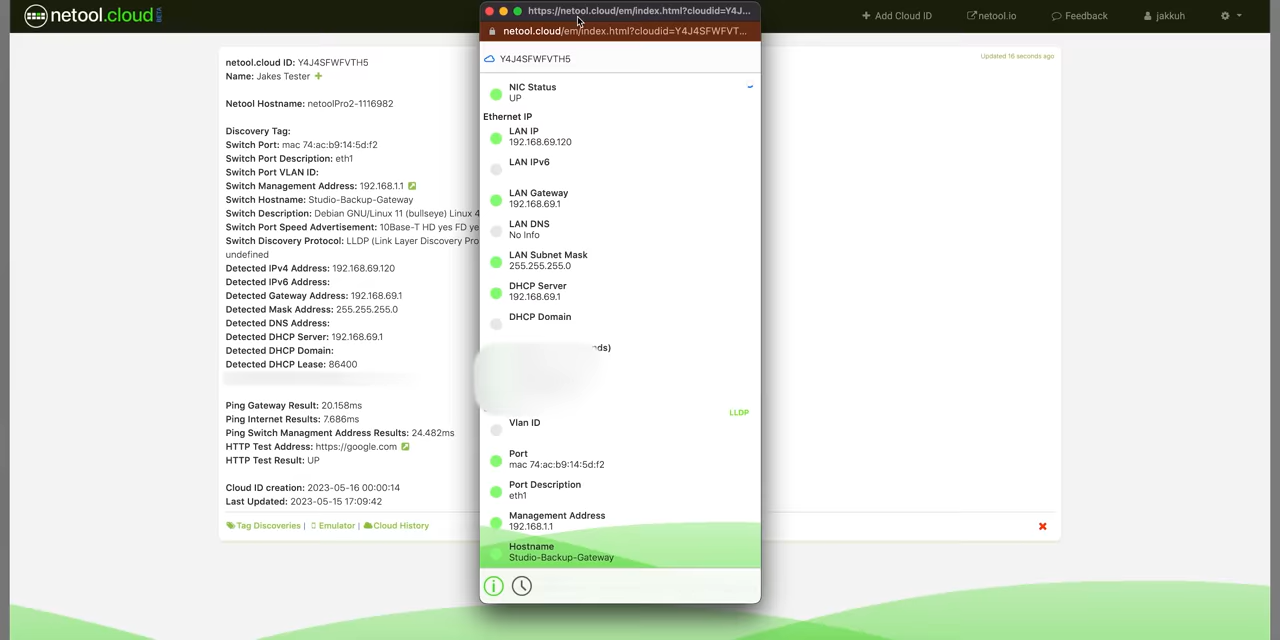 netool.cloud BETA
Add Cloud ID
netool.io
Feedback
jakkuh
netool.cloud ID: Y4J4SFWFVTH5
Name: Jakes Tester
Updated 16 seconds ago
Netool Hostname: netoolPro2-1116982
Discovery Tag:
Switch Port: mac 74:ac:b9:14:5d:f2
Switch Port Description: eth1
Switch Port VLAN ID:
Switch Management Address: 192.168.1.1
Switch Hostname: Studio-Backup-Gateway
Switch Description: Debian GNU/Linux 11 (bullseye) Linux 4
Switch Port Speed Advertisement: 10Base-T HD yes FD ye
Switch Discovery Protocol: LLDP (Link Layer Discovery Pro
undefined
Detected IPv4 Address: 192.168.69.120
Detected IPv6 Address:
Detected Gateway Address: 192.168.69.1
Detected Mask Address: 255.255.255.0
Detected DNS Address:
Detected DHCP Server: 192.168.69.1
Detected DHCP Domain:
Detected DHCP Lease: 86400
Ping Gateway Result: 20.158ms
Ping Internet Results: 7.686ms
Ping Switch Managment Address Results: 24.482ms
HTTP Test Address: https://google.com
HTTP Test Result: UP
Cloud ID creation: 2023-05-16 00:00:14
Last Updated: 2023-05-15 17:09:42
Tag Discoveries | Emulator | Cloud History
https://netool.cloud/em/index.html?cloudid=Y4J...
netool.cloud/em/index.html?cloudid=Y4J4SFWFVT...
Y4J4SFWFVTH5
NIC Status
UP
Ethernet IP
LAN IP
192.168.69.120
LAN IPv6
LAN Gateway
192.168.69.1
LAN DNS
No Info
LAN Subnet Mask
255.255.255.0
DHCP Server
192.168.69.1
DHCP Domain
nds)
LLDP
Vlan ID
Port
mac 74:ac:b9:14:5d:f2
Port Description
eth1
Management Address
192.168.1.1
Hostname
Studio-Backup-Gateway